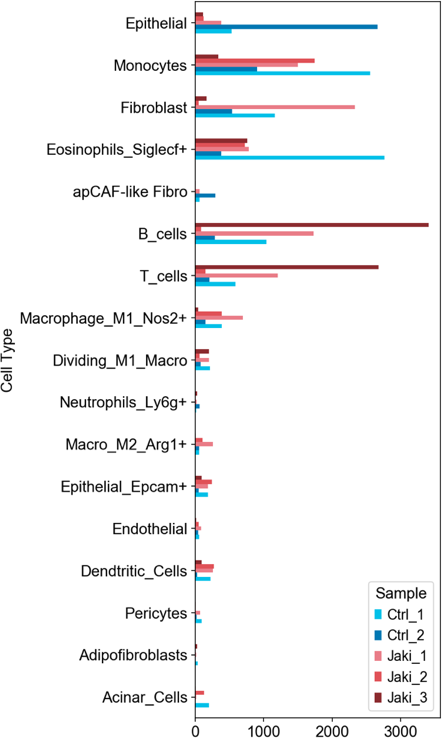 Epithelial
Monocytes
Fibroblast
Eosinophils_Siglecf+
apCAF-like Fibro
B_cells
T_cells
Macrophage_M1_Nos2+
Dividing_M1_Macro
Neutrophils_Ly6g+
Macro_M2_Arg1+
Epithelial_Epcam+
Endothelial
Dendtritic_Cells
Pericytes
Adipofibroblasts
Acinar_Cells
Cell Type
Sample
Ctrl_1
Ctrl_2
Jaki_1
Jaki_2
Jaki_3
0 1000 2000 3000